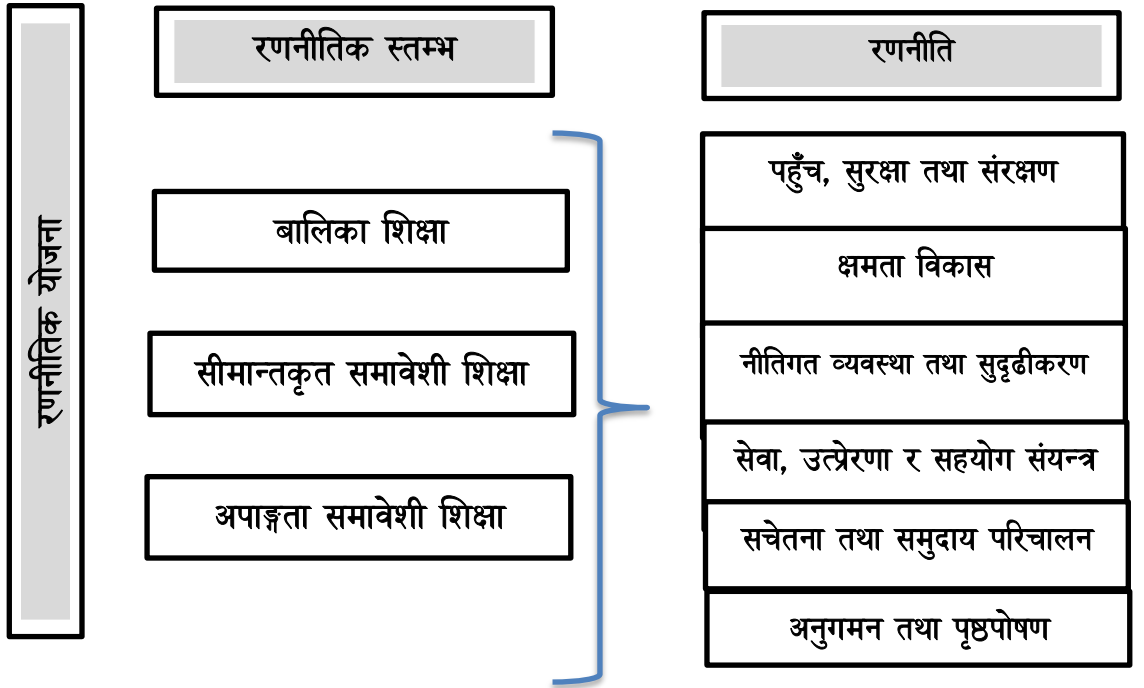 रणनीतिक योजना
रणनीतिक स्तम्भ
बालिका शिक्षा
सीमान्तकृत समावेशी शिक्षा
अपाङ्गता समावेशी शिक्षा
रणनीति
पहुँच, सुरक्षा तथा संरक्षण
क्षमता विकास
नीतिगत व्यवस्था तथा सुदृढीकरण
सेवा, उत्प्रेरणा र सहयोग संयन्त्र
सचेतना तथा समुदाय परिचालन
अनुगमन तथा पृष्ठपोषण